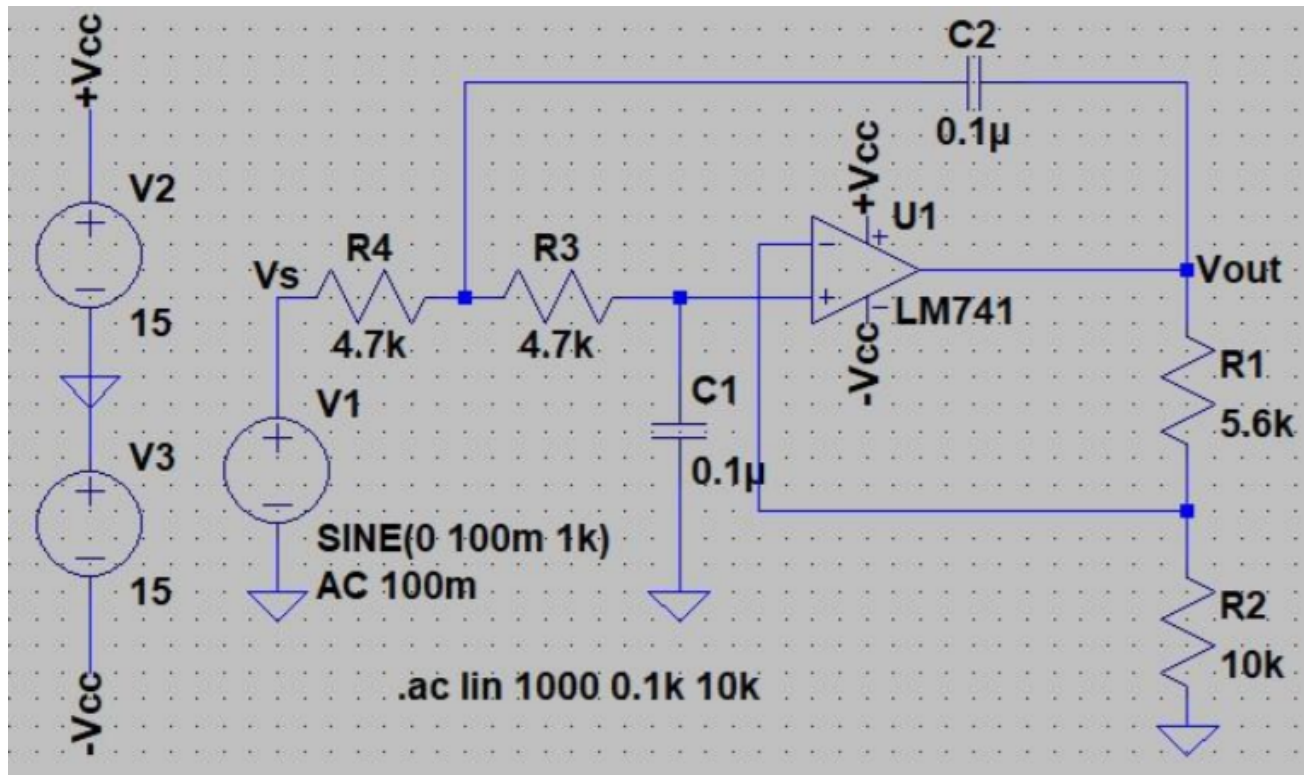 +Vcc
V2
15
V3
15
-Vcc
Vs
R4
4.7k
R3
4.7k
V1
SINE(0 100m 1k)
AC 100m
C1
0.1µ
C2
0.1µ
+Vcc
U1
LM741
-Vcc
Vout
R1
5.6k
R2
10k
.ac lin 1000 0.1k 10k